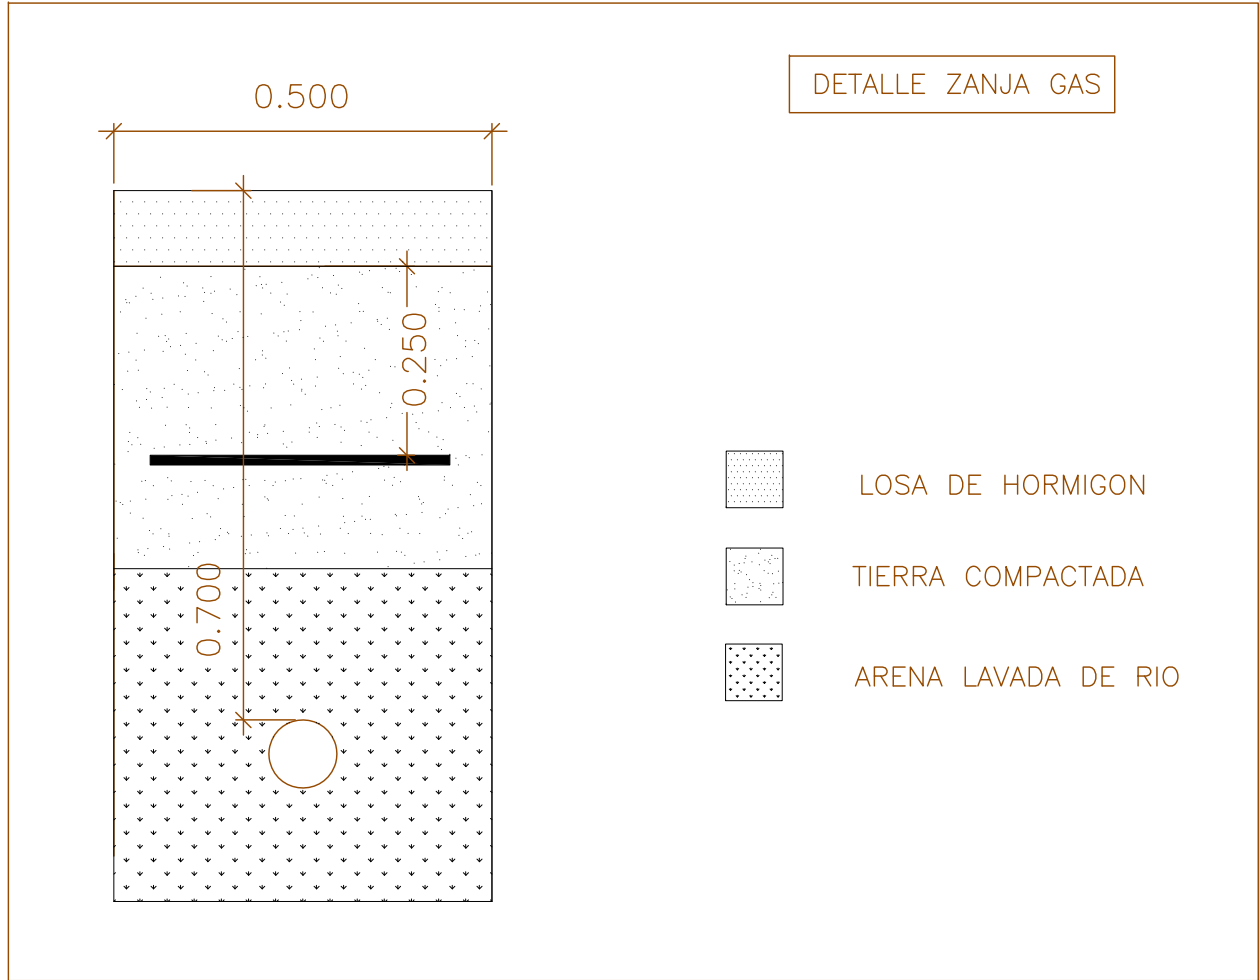 DETALLE ZANJA GAS
0.500
0.250
0.700
LOSA DE HORMIGON
TIERRA COMPACTADA
ARENA LAVADA DE RIO